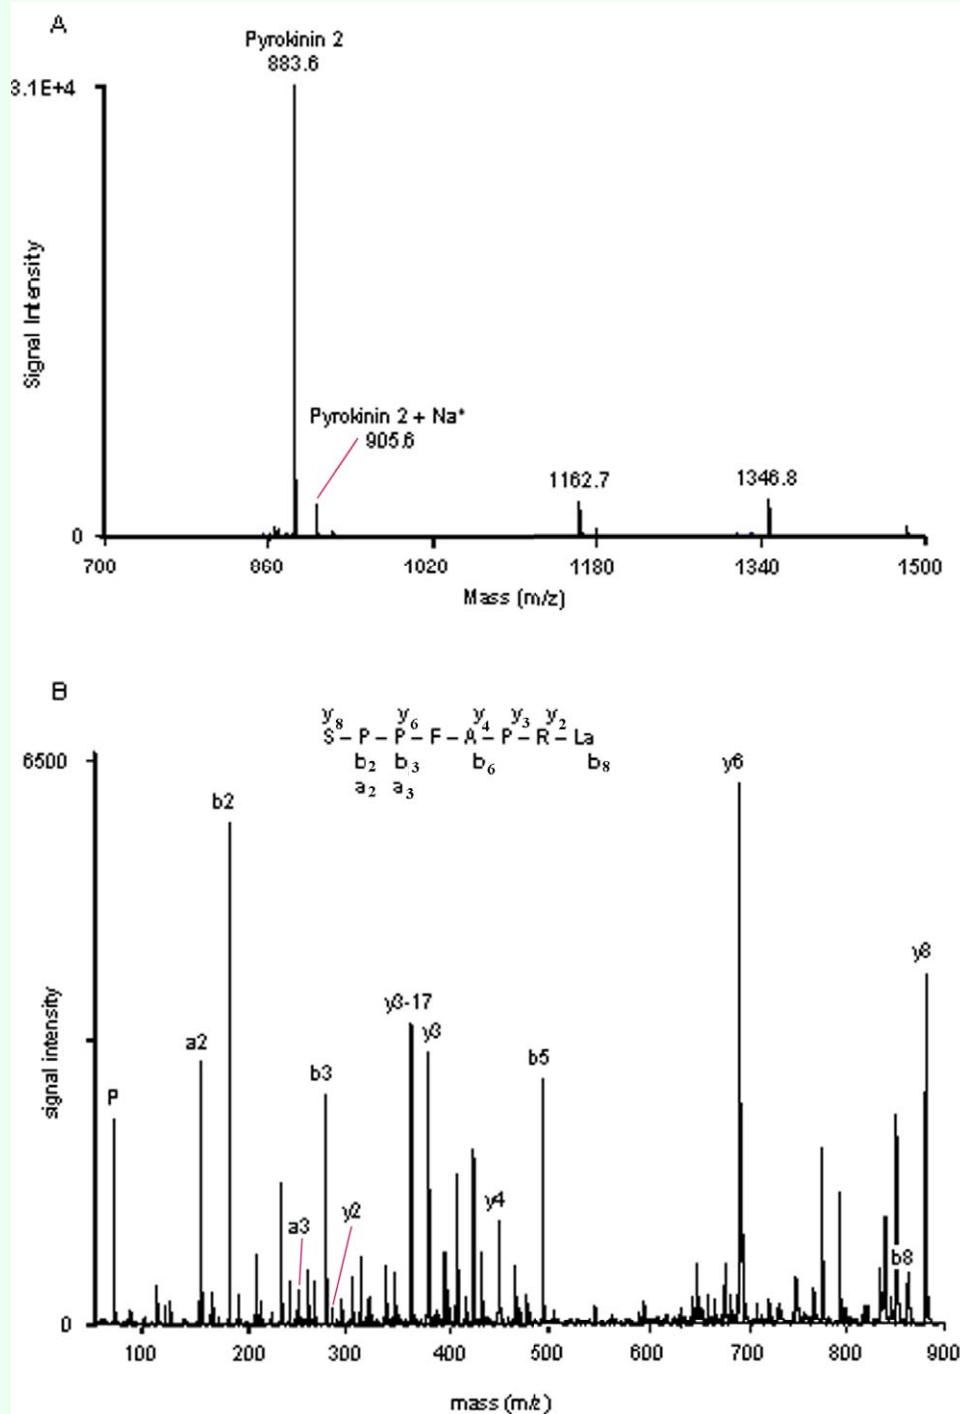 A
Pyrokinin 2
883.6
3.1E+4
Signal Intensity
Pyrokinin 2 + Na+
905.6
1162.7
1346.8
0
700 860 1020 1180 1340 1500
Mass (m/z)
B
y8 y6 y4 y3 y2
S – P – P – F – A – P – R – La
b2 b3 b6 b8
a2 a3
6500
y6
b2
y8
y3-17
y3
a2
b5
b3
P
y4
a3
y2
b8
signal intensity
0
100 200 300 400 500 600 700 800 900
mass (m/z)